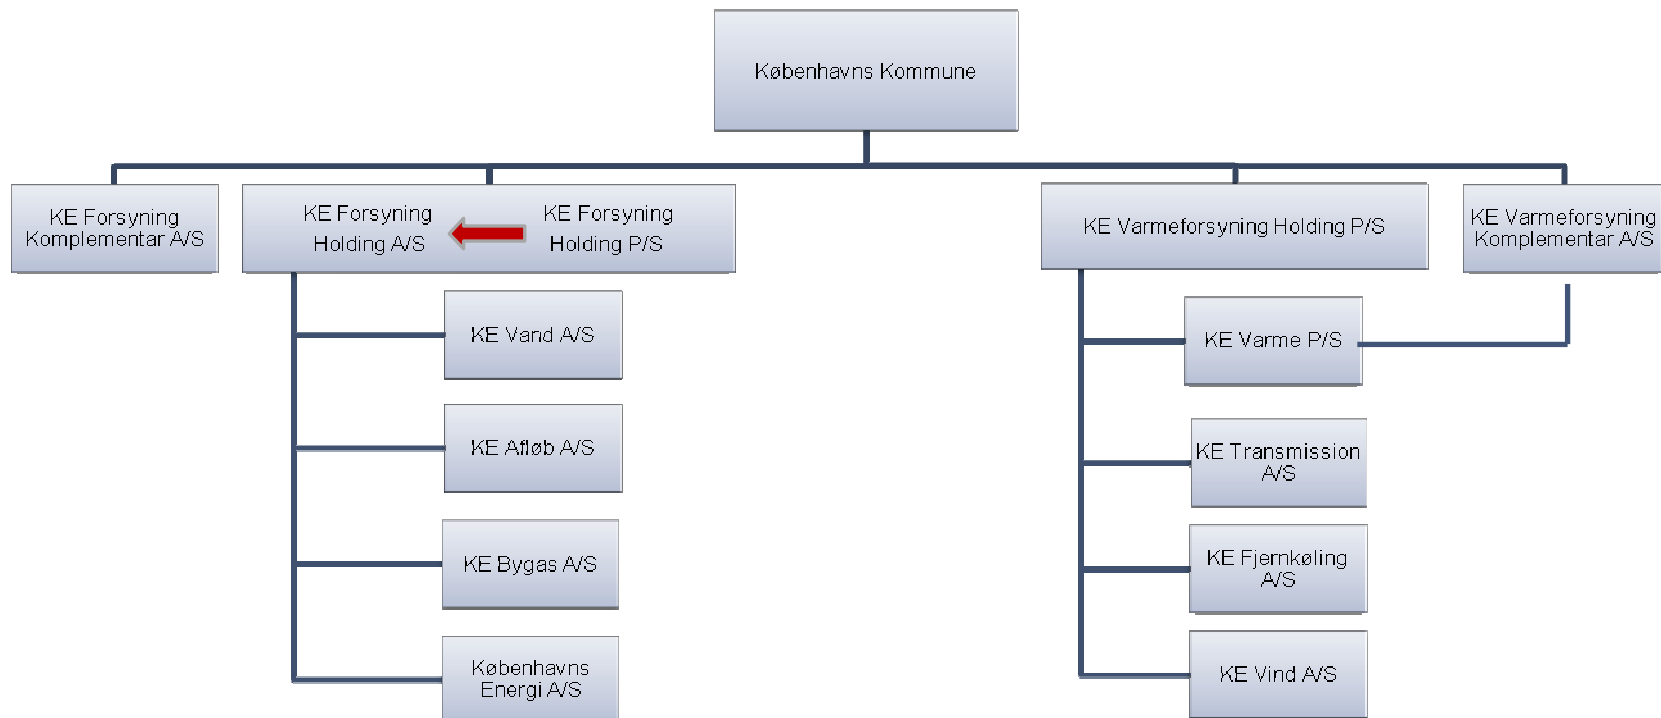 Københavns Kommune
KE Forsyning
Komplementar A/S
KE Forsyning
Holding A/S
KE Forsyning
Holding P/S
KE Varmeforsyning Holding P/S
KE Varmeforsyning
Komplementar A/S
KE Vand A/S
KE Afløb A/S
KE Bygas A/S
Københavns
Energi A/S
KE Varme P/S
KE Transmission
A/S
KE Fjernkøling
A/S
KE Vind A/S